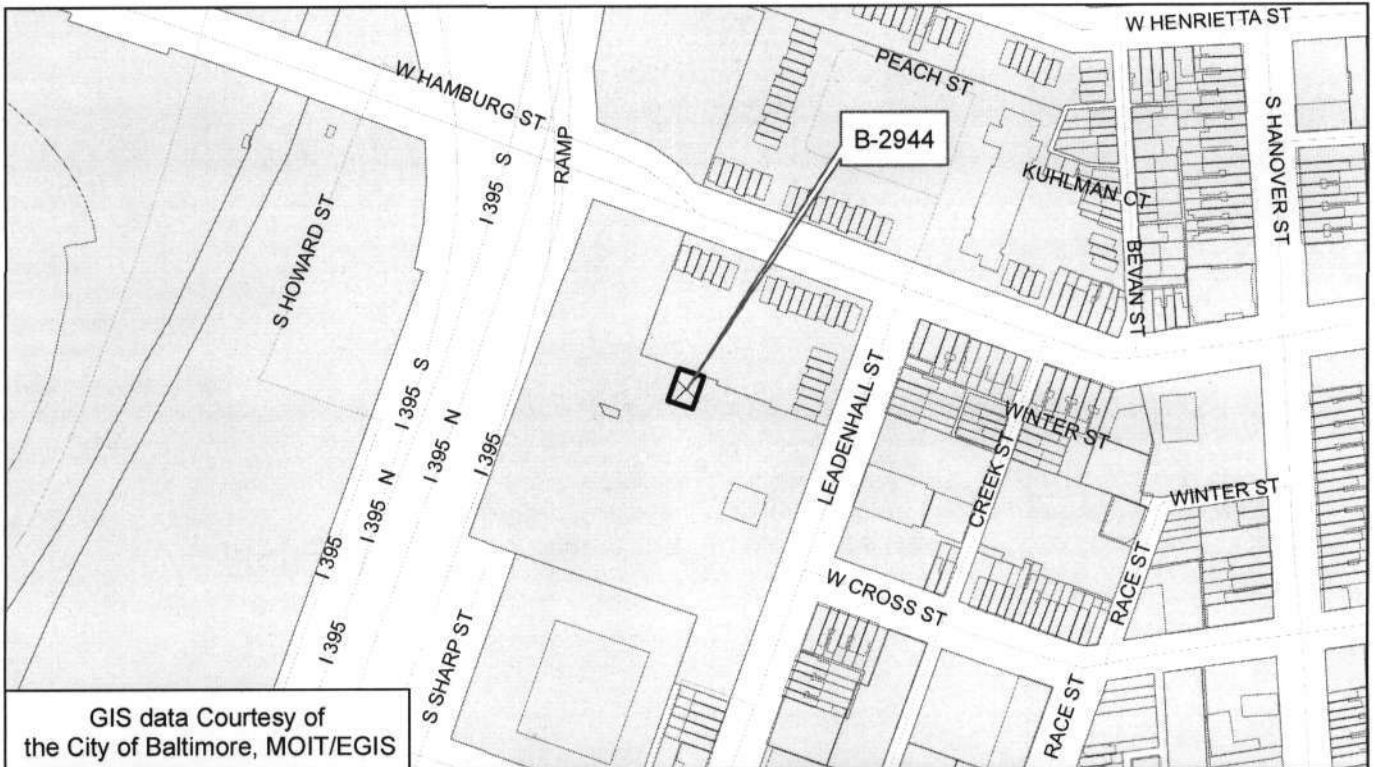 W HENRIETTA ST
PEACH ST
W HAMBURG ST
S HANOVER ST
B-2944
RAMP
I 395 S
KUHLMAN CT
S HOWARD ST
BEVAN ST
I 395 S
LEADENHALL ST
WINTER ST
I 395 N
I 395
CREEK ST
WINTER ST
I 395 N
I 395
RACE ST
W CROSS ST
I 395
S SHARP ST
RACE ST
GIS data Courtesy of
the City of Baltimore, MOIT/EGIS